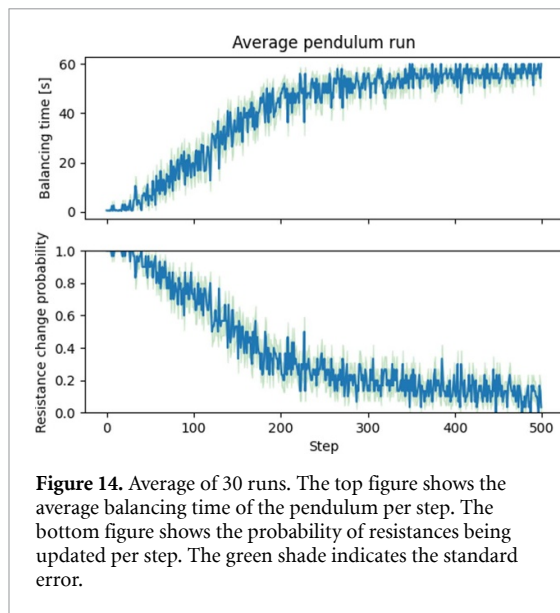 Average pendulum run
Balancing time [s]
60
40
20
0
Resistance change probability
1.0
0.8
0.6
0.4
0.2
0.0
0
100
200
300
400
500
Step
Figure 14. Average of 30 runs. The top figure shows the
average balancing time of the pendulum per step. The
bottom figure shows the probability of resistances being
updated per step. The green shade indicates the standard
error.